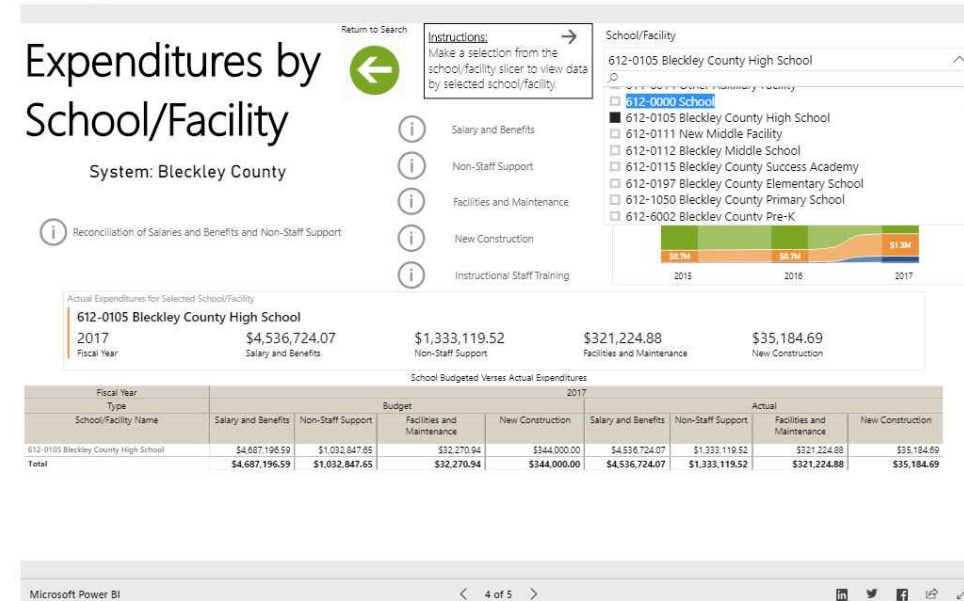 Return to Search
Expenditures by
School/Facility
System: Bleckley County
Instructions:
Make a selection from the
school/facility slicer to view data
by selected school/facility.
School/Facility
612-0105 Bleckley County High School
612-0000 School
612-0105 Bleckley County High School
612-0111 New Middle Facility
612-0112 Bleckley Middle School
612-0115 Bleckley County Success Academy
612-0197 Bleckley County Elementary School
612-1050 Bleckley County Primary School
612-6002 Bleckley County Pre-K
Salary and Benefits
Non-Staff Support
Facilities and Maintenance
New Construction
Instructional Staff Training
Reconciliation of Salaries and Benefits and Non-Staff Support
$0.7M $0.7M $1.3M
2015 2016 2017
Actual Expenditures for Selected School/Facility
612-0105 Bleckley County High School
2017 $4,536,724.07 $1,333,119.52 $321,224.88 $35,184.69
Fiscal Year Salary and Benefits Non-Staff Support Facilities and Maintenance New Construction
School Budgeted Verses Actual Expenditures
Fiscal Year 2017
Type Budget Actual
School/Facility Name Salary and Benefits Non-Staff Support Facilities and Maintenance New Construction Salary and Benefits Non-Staff Support Facilities and Maintenance New Construction
612-0105 Bleckley County High School $4,687,196.59 $1,032,847.65 $32,270.94 $344,000.00 $4,536,724.07 $1,333,119.52 $321,224.88 $35,184.69
Total $4,687,196.59 $1,032,847.65 $32,270.94 $344,000.00 $4,536,724.07 $1,333,119.52 $321,224.88 $35,184.69
Microsoft Power BI
4 of 5